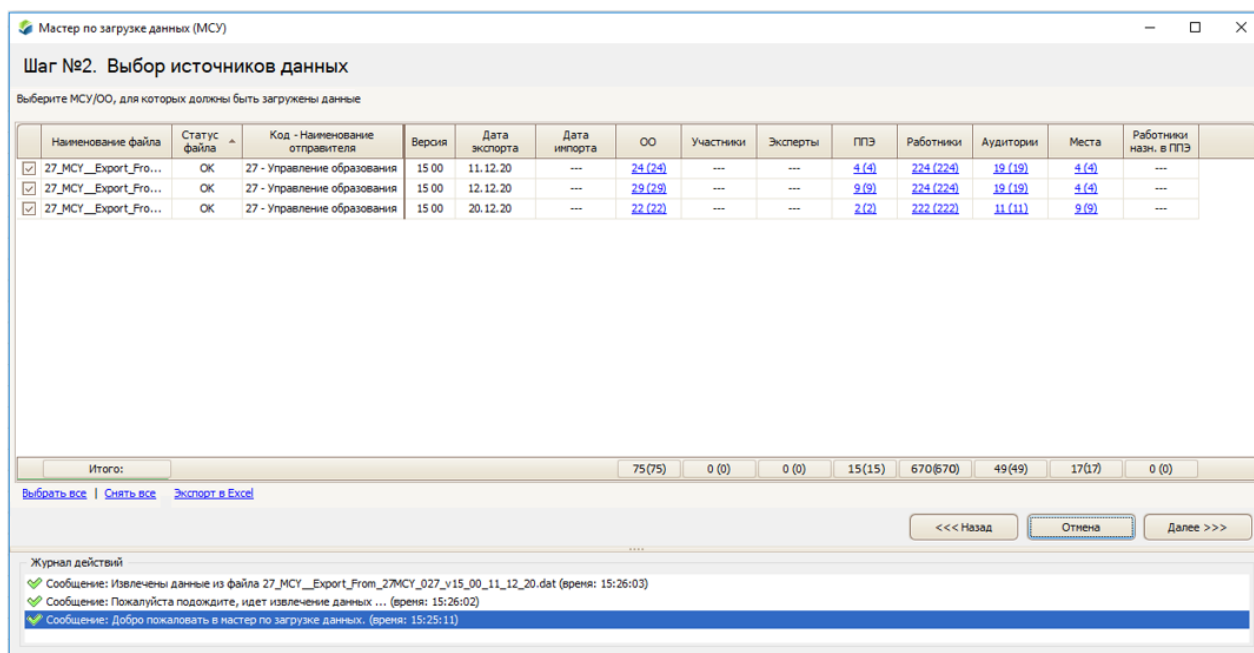 Мастер по загрузке данных (МСУ)
Шаг №2. Выбор источников данных
Выберите МСУ/ОО, для которых должны быть загружены данные
Наименование файла Статус файла Код - Наименование отправителя Версия Дата экспорта Дата импорта ОО Участники Эксперты ППЭ Работники Аудитории Места Работники назн. в ППЭ
27_МСУ__Export_Fro... OK 27 - Управление образования 15 00 11.12.20 --- 24 (24) --- --- 4 (4) 224 (224) 19 (19) 4 (4) ---
27_МСУ__Export_Fro... OK 27 - Управление образования 15 00 12.12.20 --- 29 (29) --- --- 9 (9) 224 (224) 19 (19) 4 (4) ---
27_МСУ__Export_Fro... OK 27 - Управление образования 15 00 20.12.20 --- 22 (22) --- --- 2 (2) 222 (222) 11 (11) 9 (9) ---
Итого: 75(75) 0 (0) 0 (0) 15(15) 670(670) 49(49) 17(17) 0 (0)
Выбрать все | Снять все Экспорт в Excel
<<< Назад Отмена Далее >>>
Журнал действий
Сообщение: Извлечены данные из файла 27_МСУ__Export_From_27МСУ_027_v15_00_11_12_20.dat (время: 15:26:03)
Сообщение: Пожалуйста подождите, идет извлечение данных ... (время: 15:26:02)
Сообщение: Добро пожаловать в мастер по загрузке данных. (время: 15:25:11)